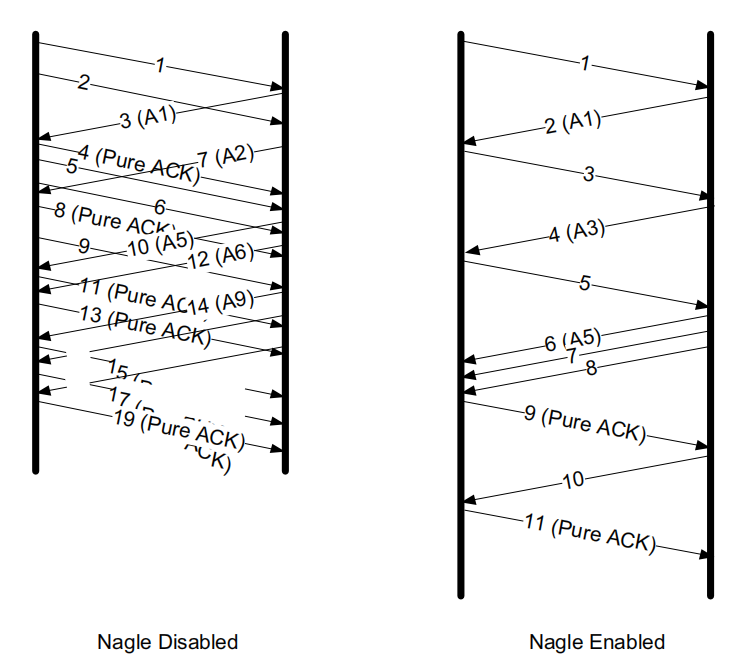 1
2
3 (A1)
4 (Pure ACK)
7 (A2)
5
6
8 (Pure ACK)
10 (A5)
9
12 (A6)
11 (Pure
14 (A9)
13 (Pure ACK)
15
17
19 (Pure ACK)
ACK)
Nagle Disabled
1
2 (A1)
3
4 (A3)
5
6 (A5)
7
8
9 (Pure ACK)
10
11 (Pure ACK)
Nagle Enabled